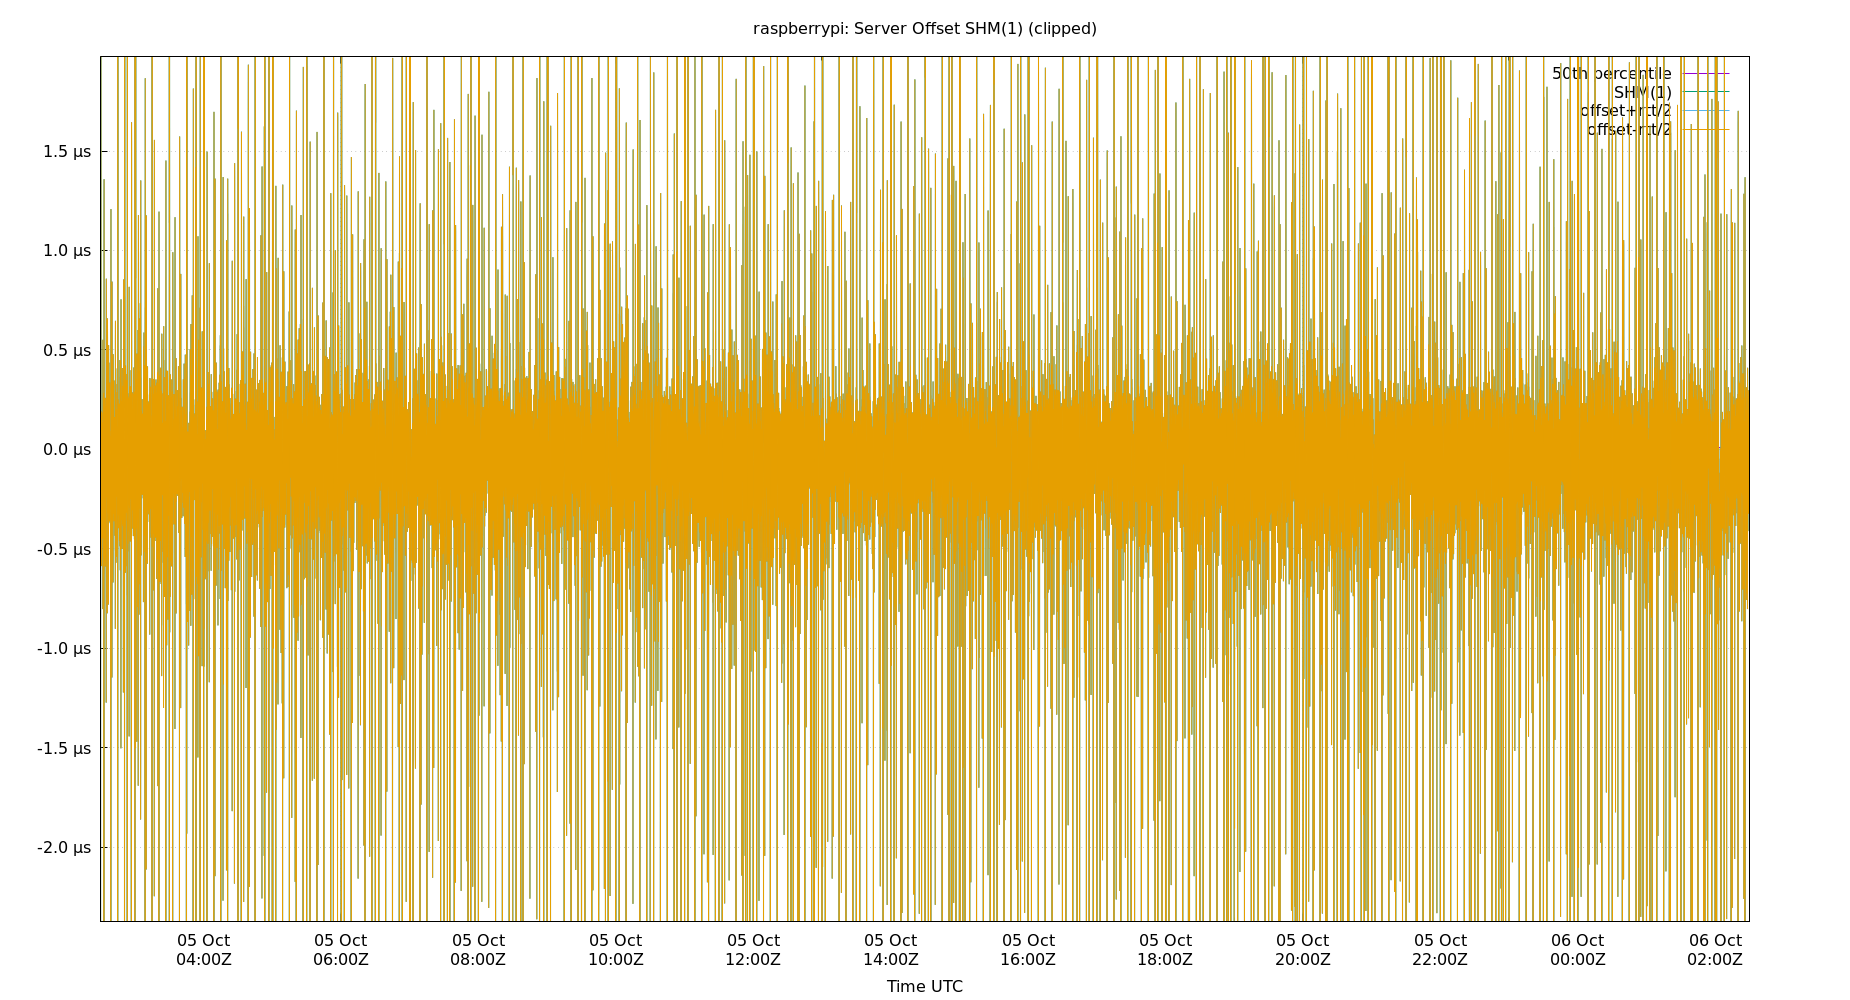 raspberrypi: Server Offset SHM(1) (clipped)
50th percentile
SHM(1)
offset+rtt/2
offset-rtt/2
1.5 µs
1.0 µs
0.5 µs
0.0 µs
-0.5 µs
-1.0 µs
-1.5 µs
-2.0 µs
05 Oct 05 Oct 05 Oct 05 Oct 05 Oct 05 Oct 05 Oct 05 Oct 05 Oct 05 Oct 06 Oct 06 Oct
04:00Z 06:00Z 08:00Z 10:00Z 12:00Z 14:00Z 16:00Z 18:00Z 20:00Z 22:00Z 00:00Z 02:00Z
Time UTC